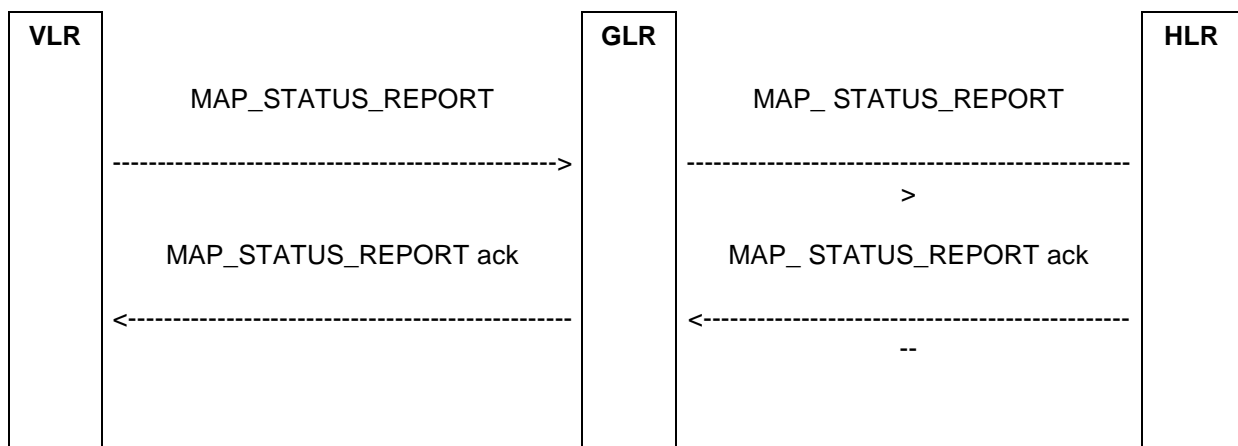 VLR GLR HLR
MAP_STATUS_REPORT MAP_ STATUS_REPORT
-------------------------------------------------> -------------------------------------------------
>
MAP_STATUS_REPORT ack MAP_ STATUS_REPORT ack
<------------------------------------------------- <-----------------------------------------------
--